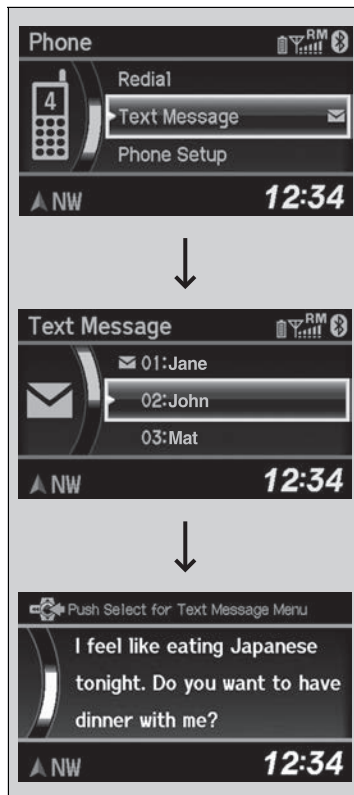 Phone
RM
4
Redial
Text Message
Phone Setup
NW
12:34
Text Message
RM
01:Jane
02:John
03:Mat
NW
12:34
Push Select for Text Message Menu
I feel like eating Japanese
tonight. Do you want to have
dinner with me?
NW
12:34